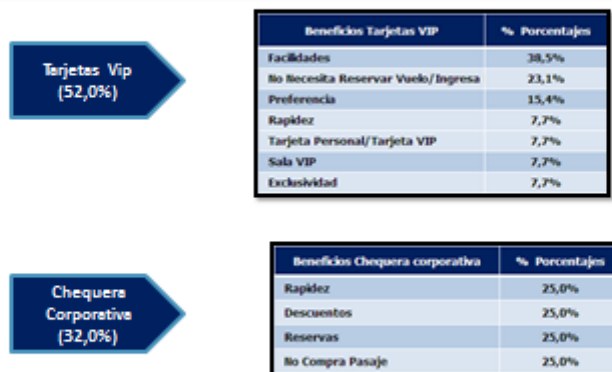 Tarjetas Vip
(52,0%)
Beneficios Tarjetas VIP % Porcentajes
Facilidades 38,5%
No Necesita Reservar Vuelo/Ingresa 23,1%
Preferencia 15,4%
Rapidez 7,7%
Tarjeta Personal/Tarjeta VIP 7,7%
Sala VIP 7,7%
Exclusividad 7,7%
Chequera
Corporativa
(32,0%)
Beneficios Chequera corporativa % Porcentajes
Rapidez 25,0%
Descuentos 25,0%
Reservas 25,0%
No Compra Pasaje 25,0%